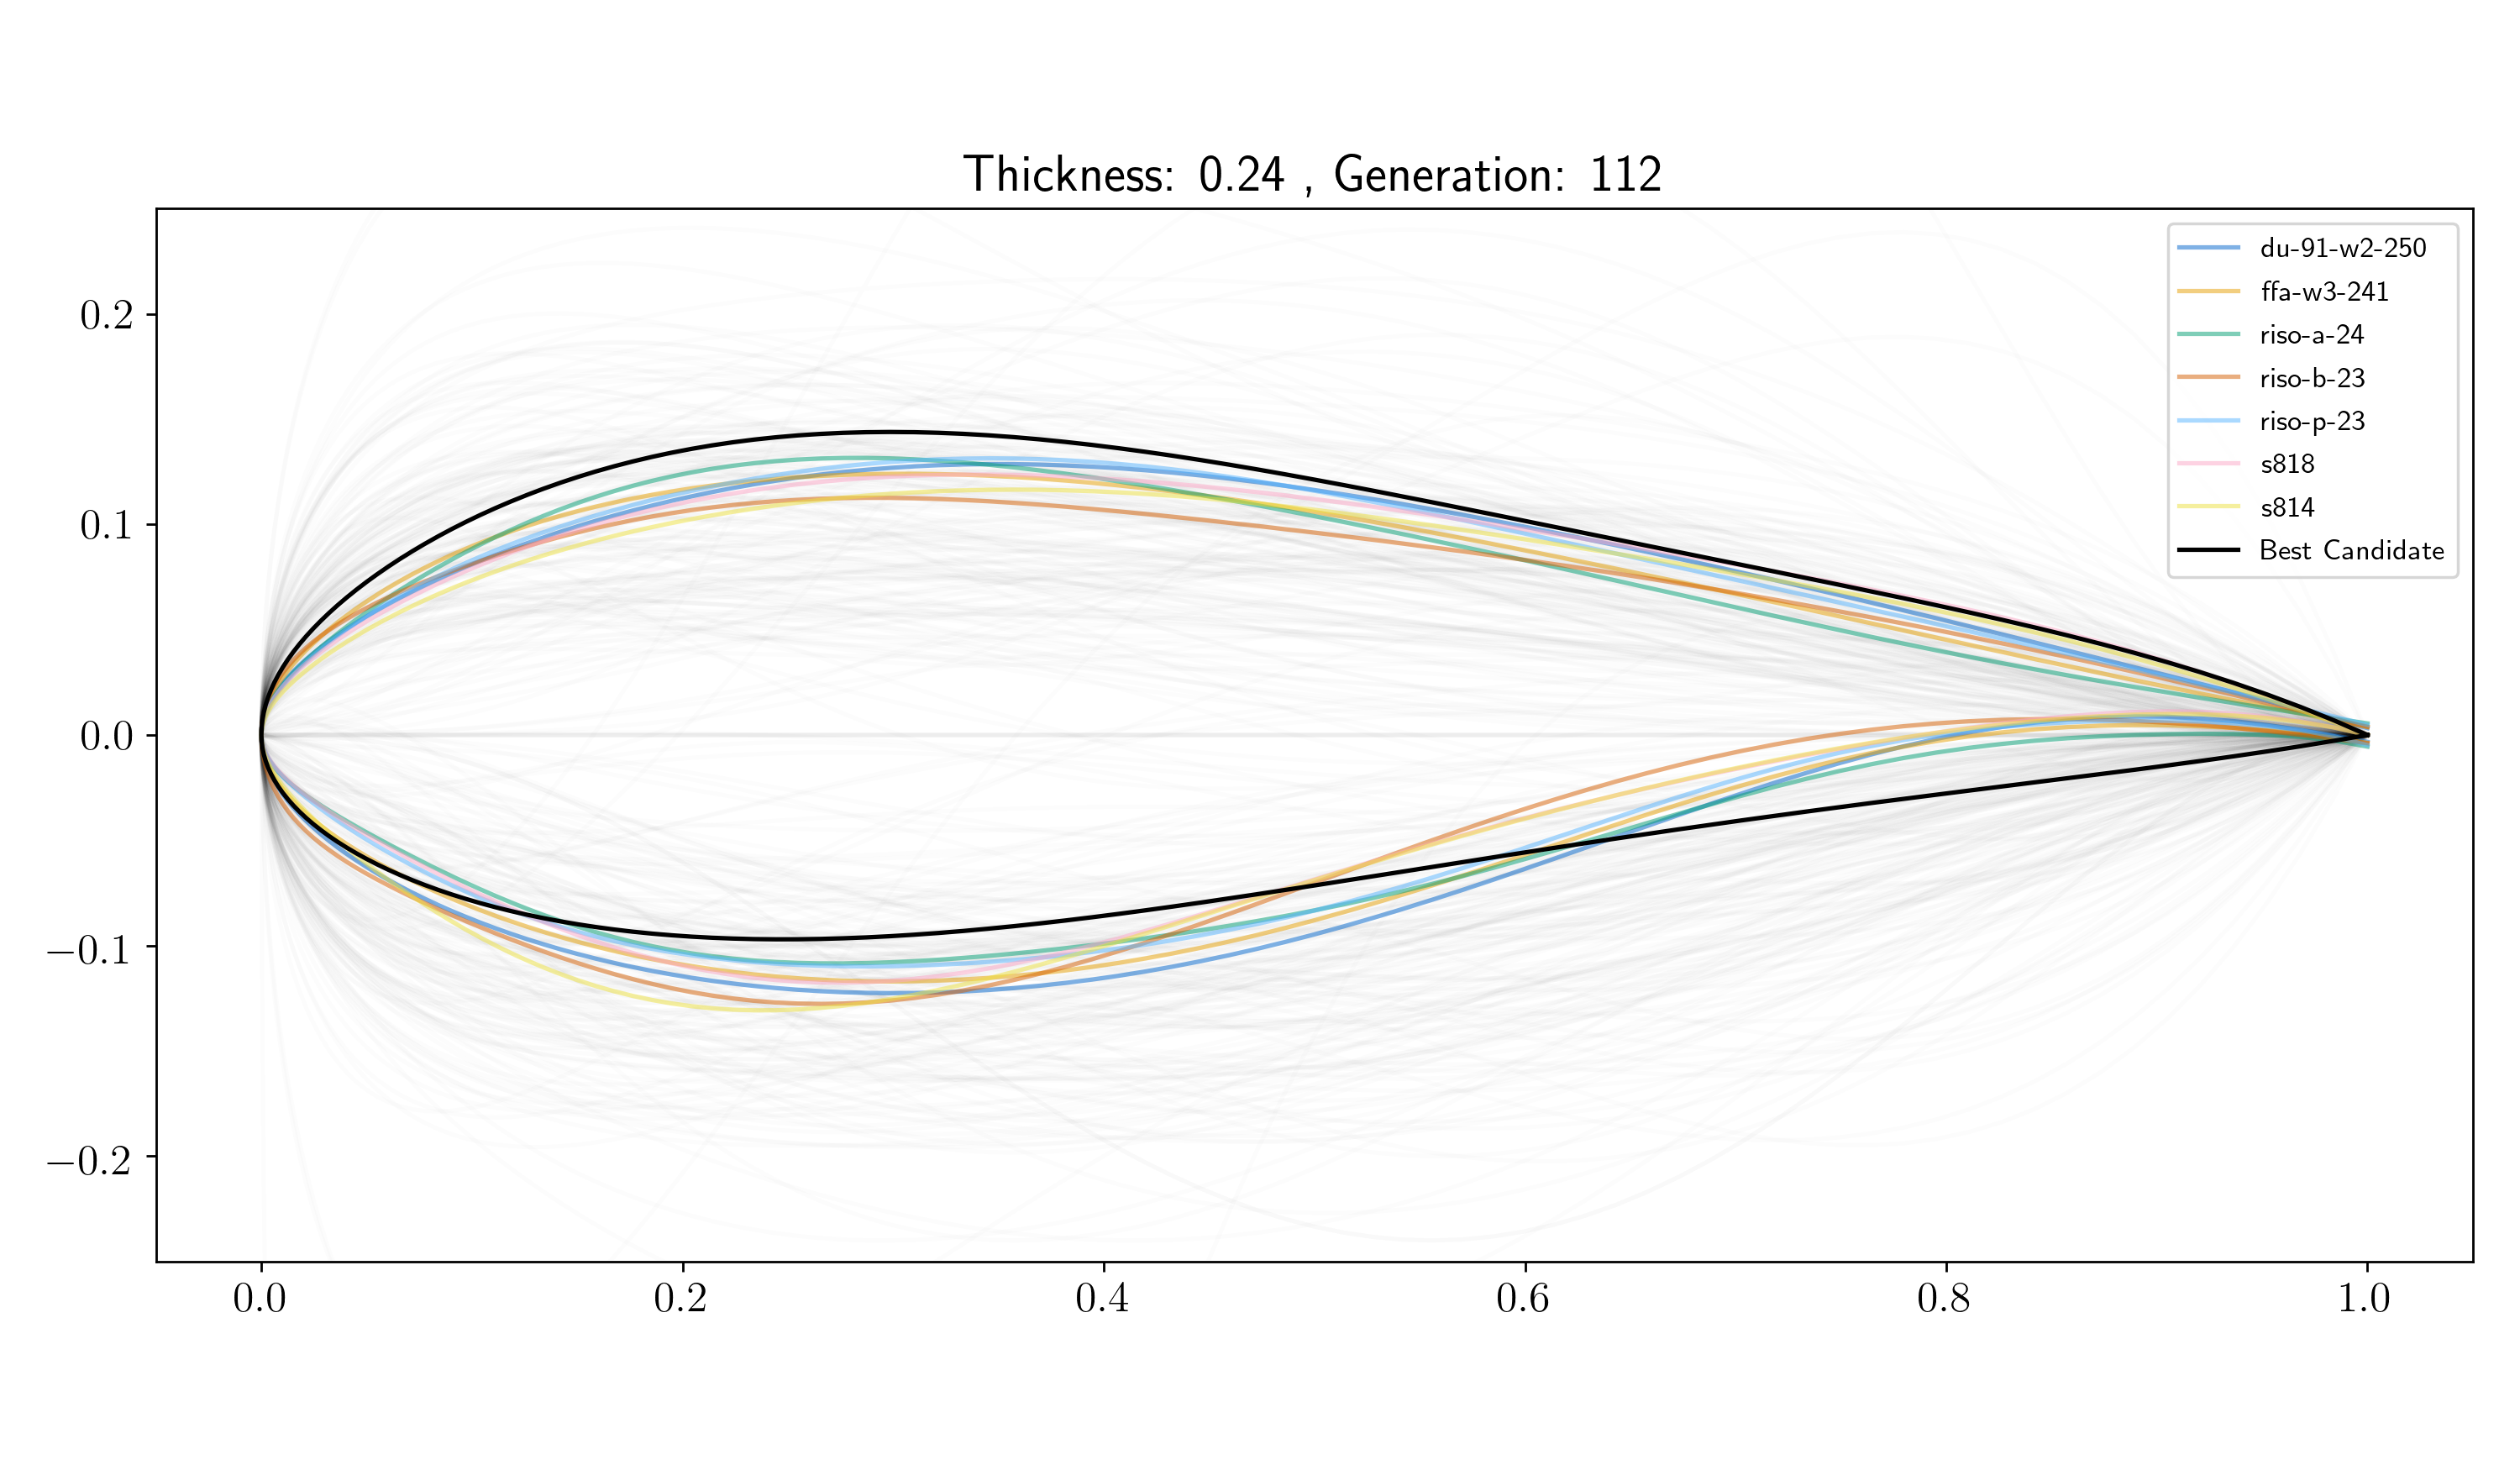 Thickness: 0.24 , Generation: 112
du-91-w2-250
ffa-w3-241
riso-a-24
riso-b-23
riso-p-23
s818
s814
Best Candidate
0.2
0.1
0.0
−0.1
−0.2
0.0 0.2 0.4 0.6 0.8 1.0